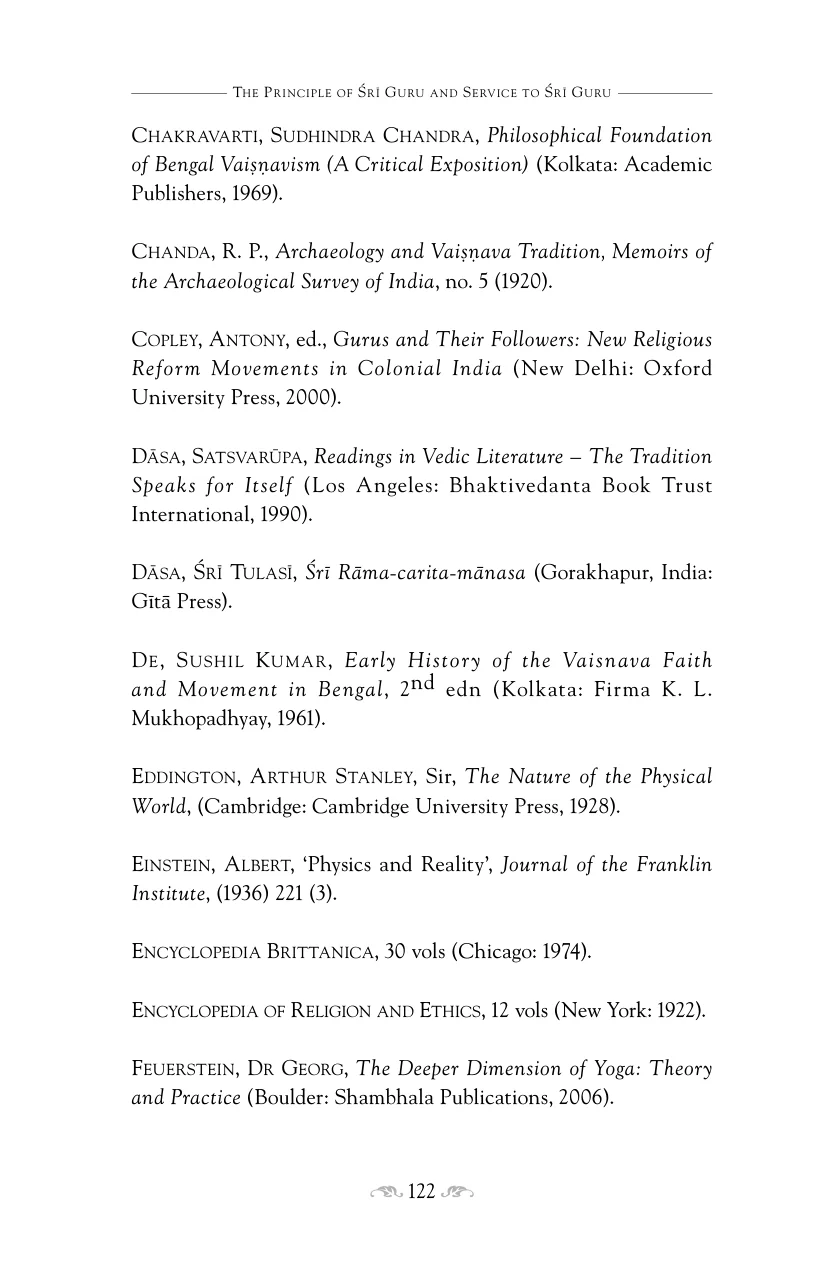 The Principle of Śrī Guru and Service to Śrī Guru
Chakravarti, Sudhindra Chandra, Philosophical Foundation
of Bengal Vaiṣṇavism (A Critical Exposition) (Kolkata: Academic
Publishers, 1969).
Chanda, R. P., Archaeology and Vaiṣṇava Tradition, Memoirs of
the Archaeological Survey of India, no. 5 (1920).
Copley, Antony, ed., Gurus and Their Followers: New Religious
Reform Movements in Colonial India (New Delhi: Oxford
University Press, 2000).
Dāsa, Satsvarūpa, Readings in Vedic Literature – The Tradition
Speaks for Itself (Los Angeles: Bhaktivedanta Book Trust
International, 1990).
Dāsa, Śrī Tulasī, Śrī Rāma-carita-mānasa (Gorakhapur, India:
Gītā Press).
De, Sushil Kumar, Early History of the Vaisnava Faith
and Movement in Bengal, 2nd edn (Kolkata: Firma K. L.
Mukhopadhyay, 1961).
Eddington, Arthur Stanley, Sir, The Nature of the Physical
World, (Cambridge: Cambridge University Press, 1928).
Einstein, Albert, ‘Physics and Reality’, Journal of the Franklin
Institute, (1936) 221 (3).
Encyclopedia Brittanica, 30 vols (Chicago: 1974).
Encyclopedia of Religion and Ethics, 12 vols (New York: 1922).
Feuerstein, Dr Georg, The Deeper Dimension of Yoga: Theory
and Practice (Boulder: Shambhala Publications, 2006).
122